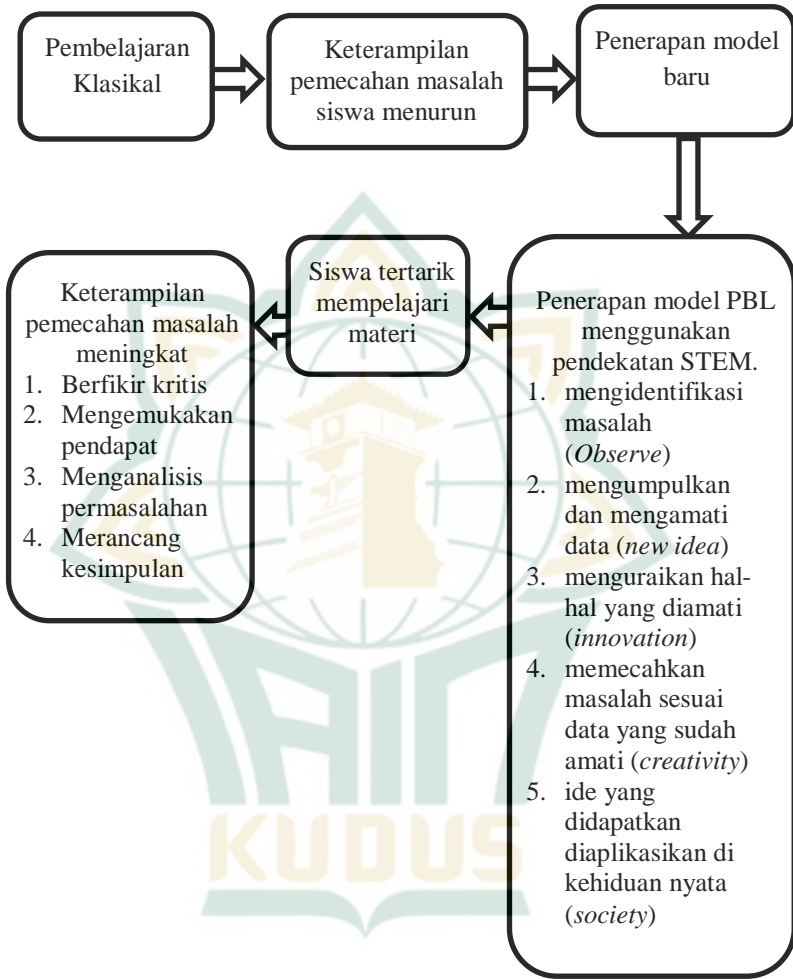 Pembelajaran
Klasikal
Keterampilan
pemecahan masalah
siswa menurun
Penerapan model
baru
Penerapan model PBL
menggunakan
pendekatan STEM.
1. mengidentifikasi
masalah
(Observe)
2. mengumpulkan
dan mengamati
data (new idea)
3. menguraikan hal-
hal yang diamati
(innovation)
4. memecahkan
masalah sesuai
data yang sudah
amati (creativity)
5. ide yang
didapatkan
diaplikasikan di
kehiduan nyata
(society)
Siswa tertarik
mempelajari
materi
Keterampilan
pemecahan masalah
meningkat
1. Berfikir kritis
2. Mengemukakan
pendapat
3. Menganalisis
permasalahan
4. Merancang
kesimpulan
IAIN
KUDUS